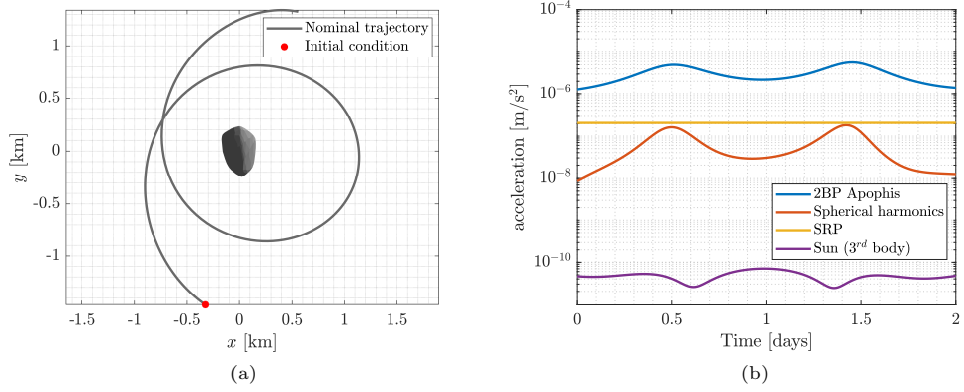 Nominal trajectory
Initial condition
1
0.5
0
-0.5
-1
y [km]
-1.5
-1
-0.5
0
0.5
1
1.5
x [km]
(a)
10⁻⁴
10⁻⁶
10⁻⁸
10⁻¹⁰
acceleration [m/s²]
2BP Apophis
Spherical harmonics
SRP
Sun (3ʳᵈ body)
0
0.5
1
1.5
2
Time [days]
(b)